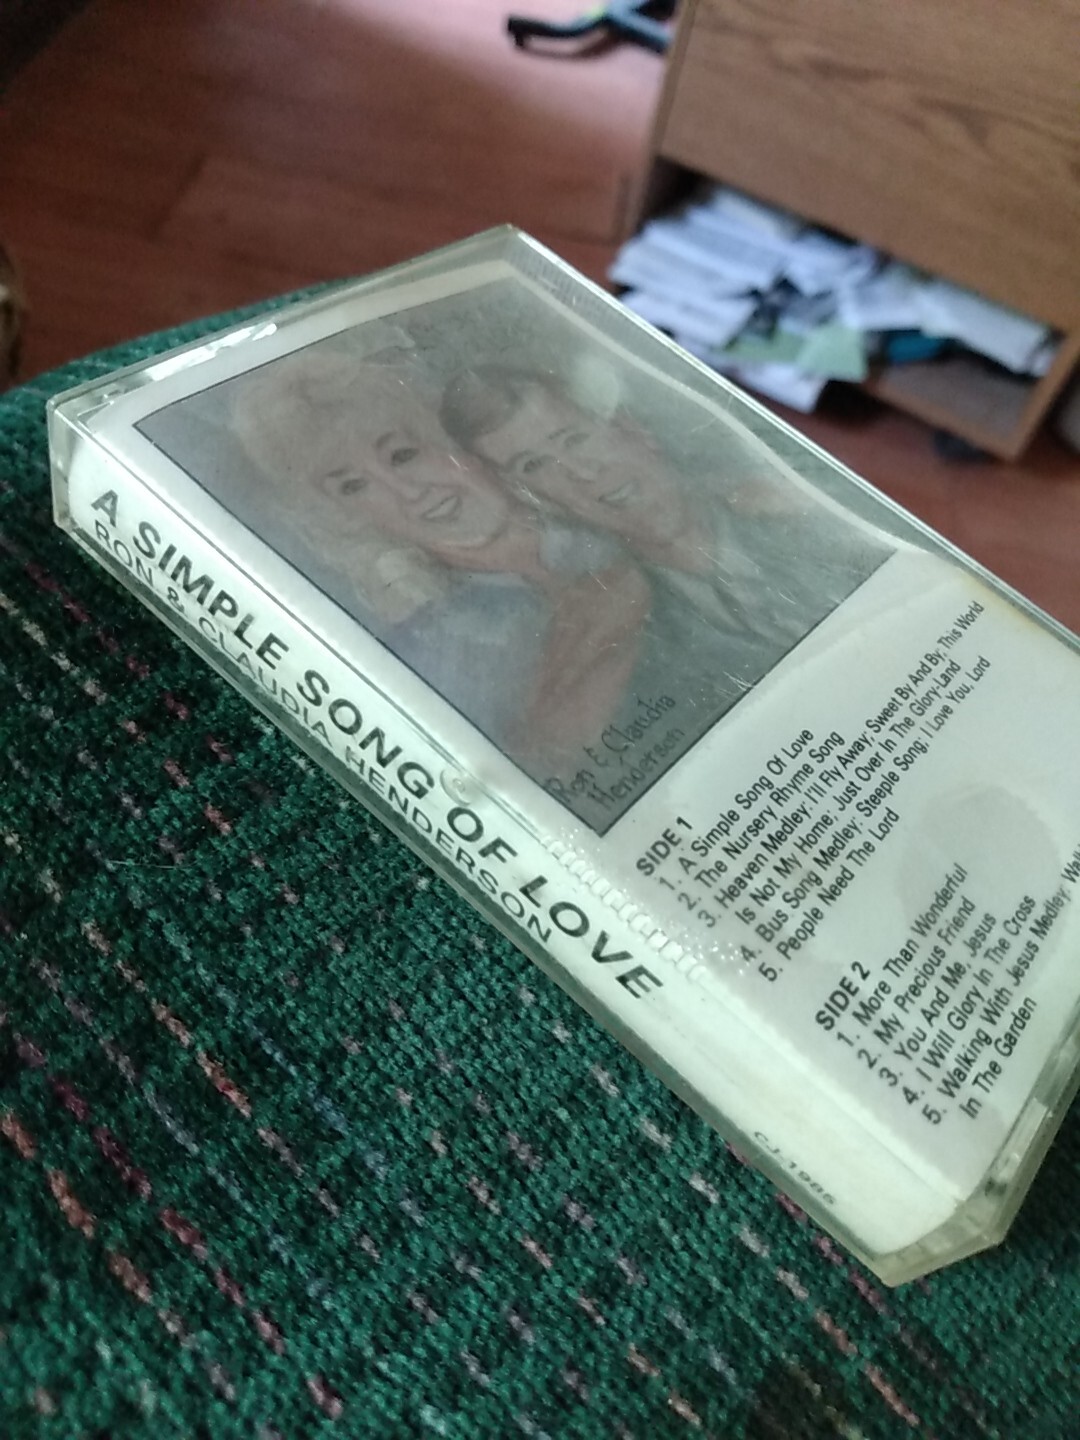 A SIMPLE SONG OF LOVE
RON & CLAUDIA HENDERSON
CJ-1985
Ron & Claudia
Henderson
SIDE 1
1. A Simple Song Of Love
2. The Nursery Rhyme Song
3. Heaven Medley; I'll Fly Away; Sweet By And By; This World
Is Not My Home; Just Over In The Glory-Land
4. Bus Song Medley; Steeple Song; I Love You, Lord
5. People Need The Lord
SIDE 2
1. More Than Wonderful
2. My Precious Friend
3. You And Me, Jesus
4. I Will Glory In The Cross
5. Walking With Jesus Medley;
In The Garden